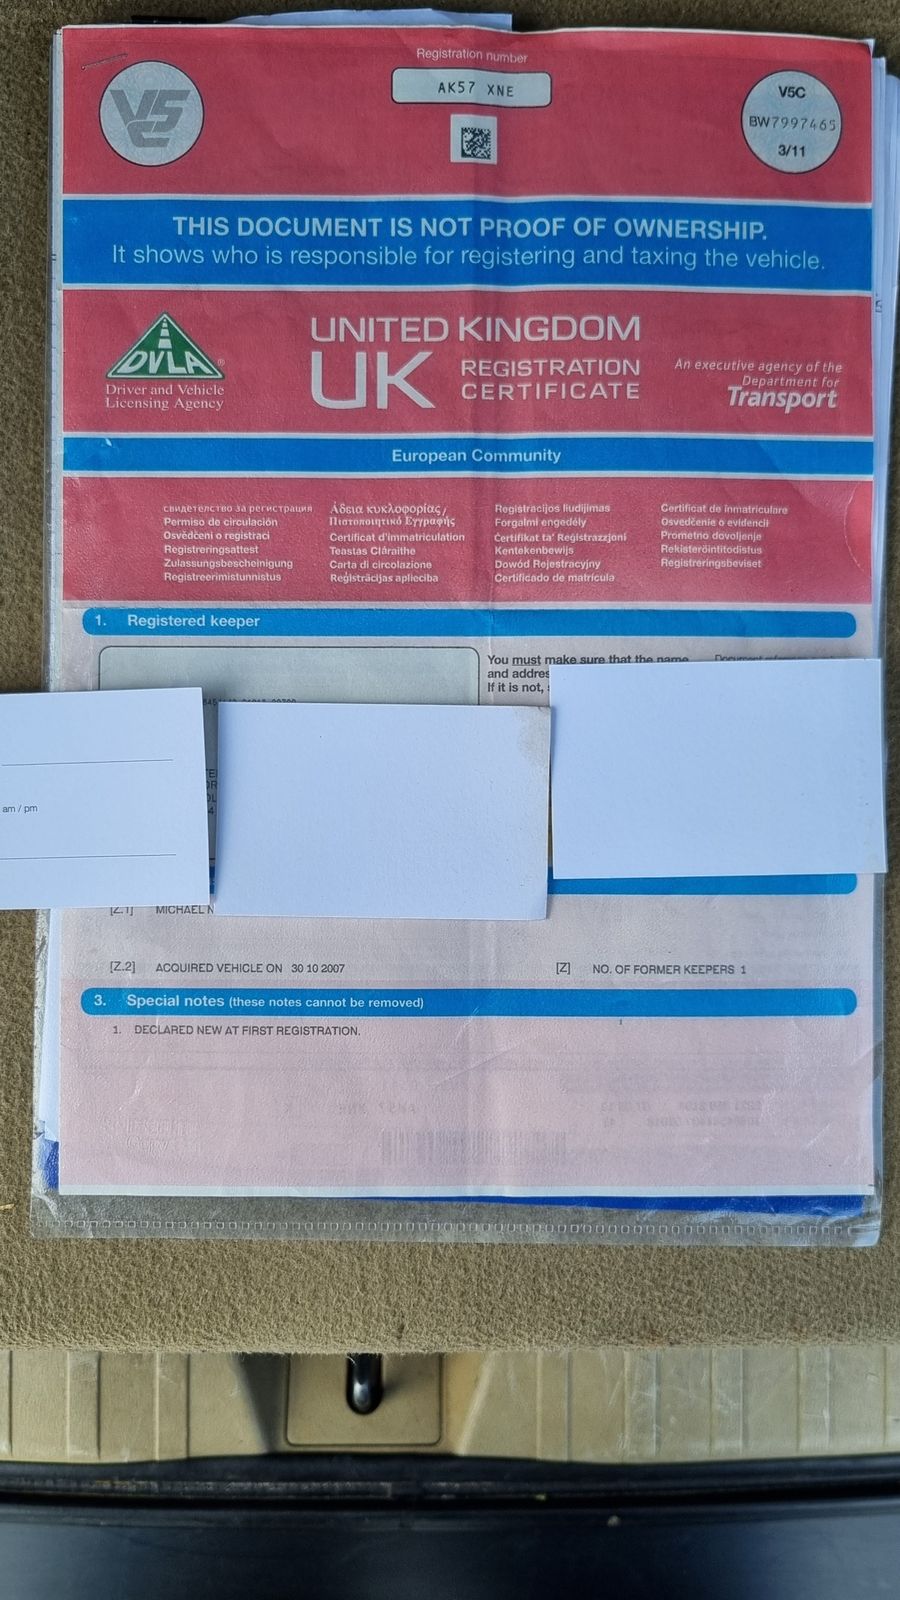 Registration number
AK57 XNE
V5C
V5C
BW7997465
3/11
THIS DOCUMENT IS NOT PROOF OF OWNERSHIP.
It shows who is responsible for registering and taxing the vehicle.
DVLA®
Driver and Vehicle
Licensing Agency
UNITED KINGDOM
UK REGISTRATION
CERTIFICATE
An executive agency of the
Department for
Transport
European Community
свидетелство за регистрация
Permiso de circulación
Osvědčení o registraci
Registreringsattest
Zulassungsbescheinigung
Registreerimistunnistus
Άδεια κυκλοφορίας/
Πιστοποιητικό Εγγραφής
Certificat d'immatriculation
Teastas Cláraithe
Carta di circolazione
Reģistrācijas apliecība
Registracijos liudijimas
Forgalmi engedély
Ċertifikat ta' Reġistrazzjoni
Kentekenbewijs
Dowód Rejestracyjny
Certificado de matrícula
Certificat de inmatriculare
Osvedčenie o evidencii
Prometno dovoljenje
Rekisteröintitodistus
Registreringsbeviset
1. Registered keeper
You must make sure that the name
and addres
If it is not,
am / pm
[Z.1] MICHAEL N
[Z.2] ACQUIRED VEHICLE ON 30 10 2007
[Z] NO. OF FORMER KEEPERS 1
3. Special notes (these notes cannot be removed)
1. DECLARED NEW AT FIRST REGISTRATION.